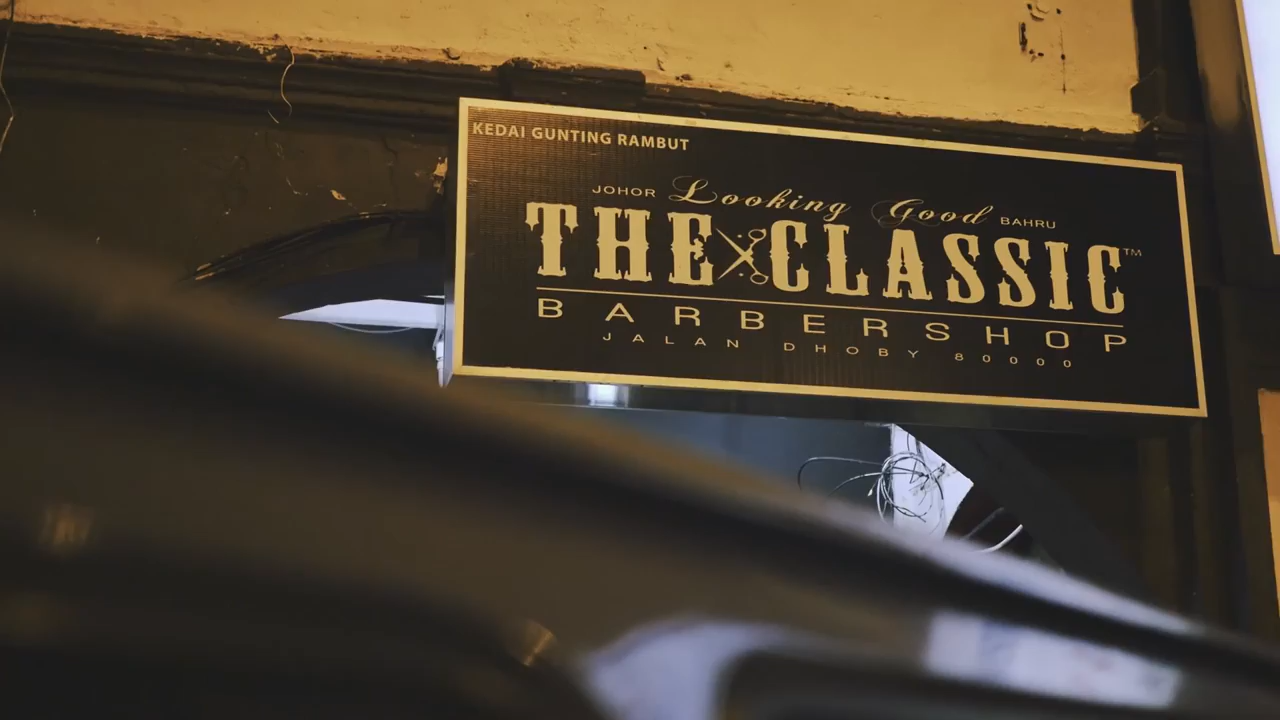 KEDAI GUNTING RAMBUT
JOHOR Looking Good BAHRU
THE CLASSIC™
BARBERSHOP
JALAN DHOBY 80000